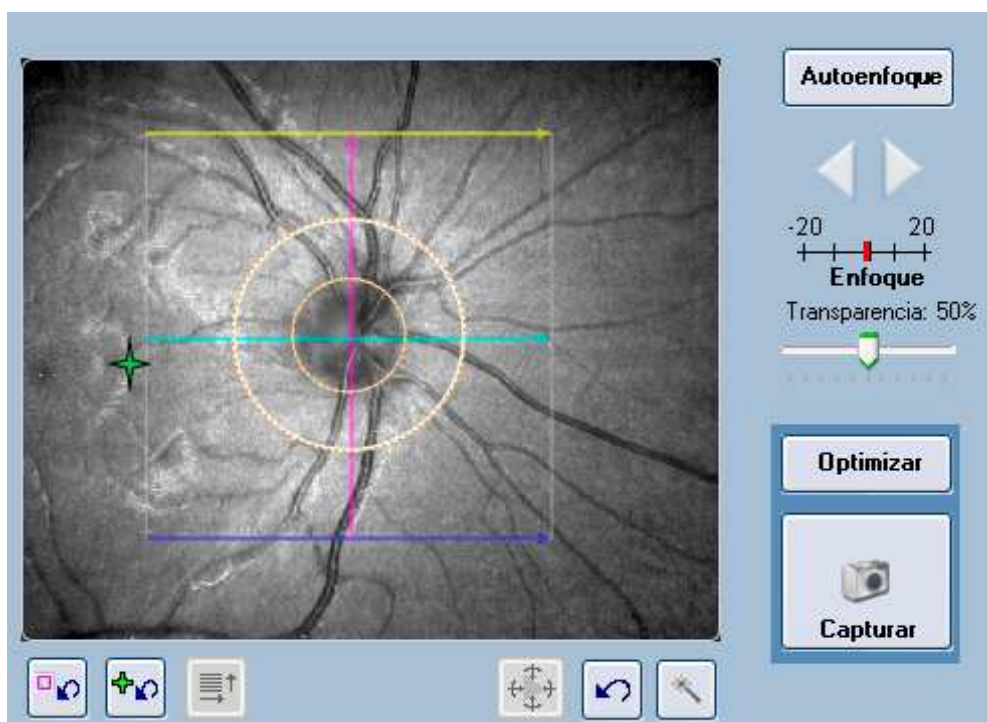 Autoenfoque
-20 20
Enfoque
Transparencia: 50%
Optimizar
Capturar